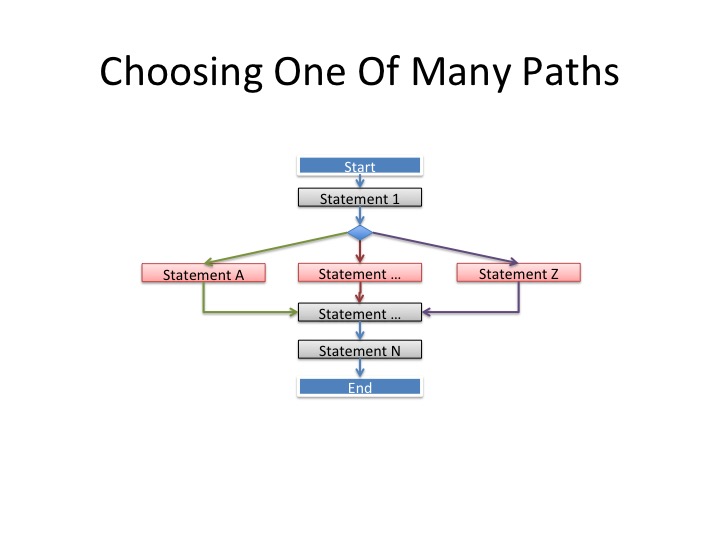 Choosing One Of Many Paths
Start
Statement 1
Statement A
Statement …
Statement Z
Statement …
Statement N
End